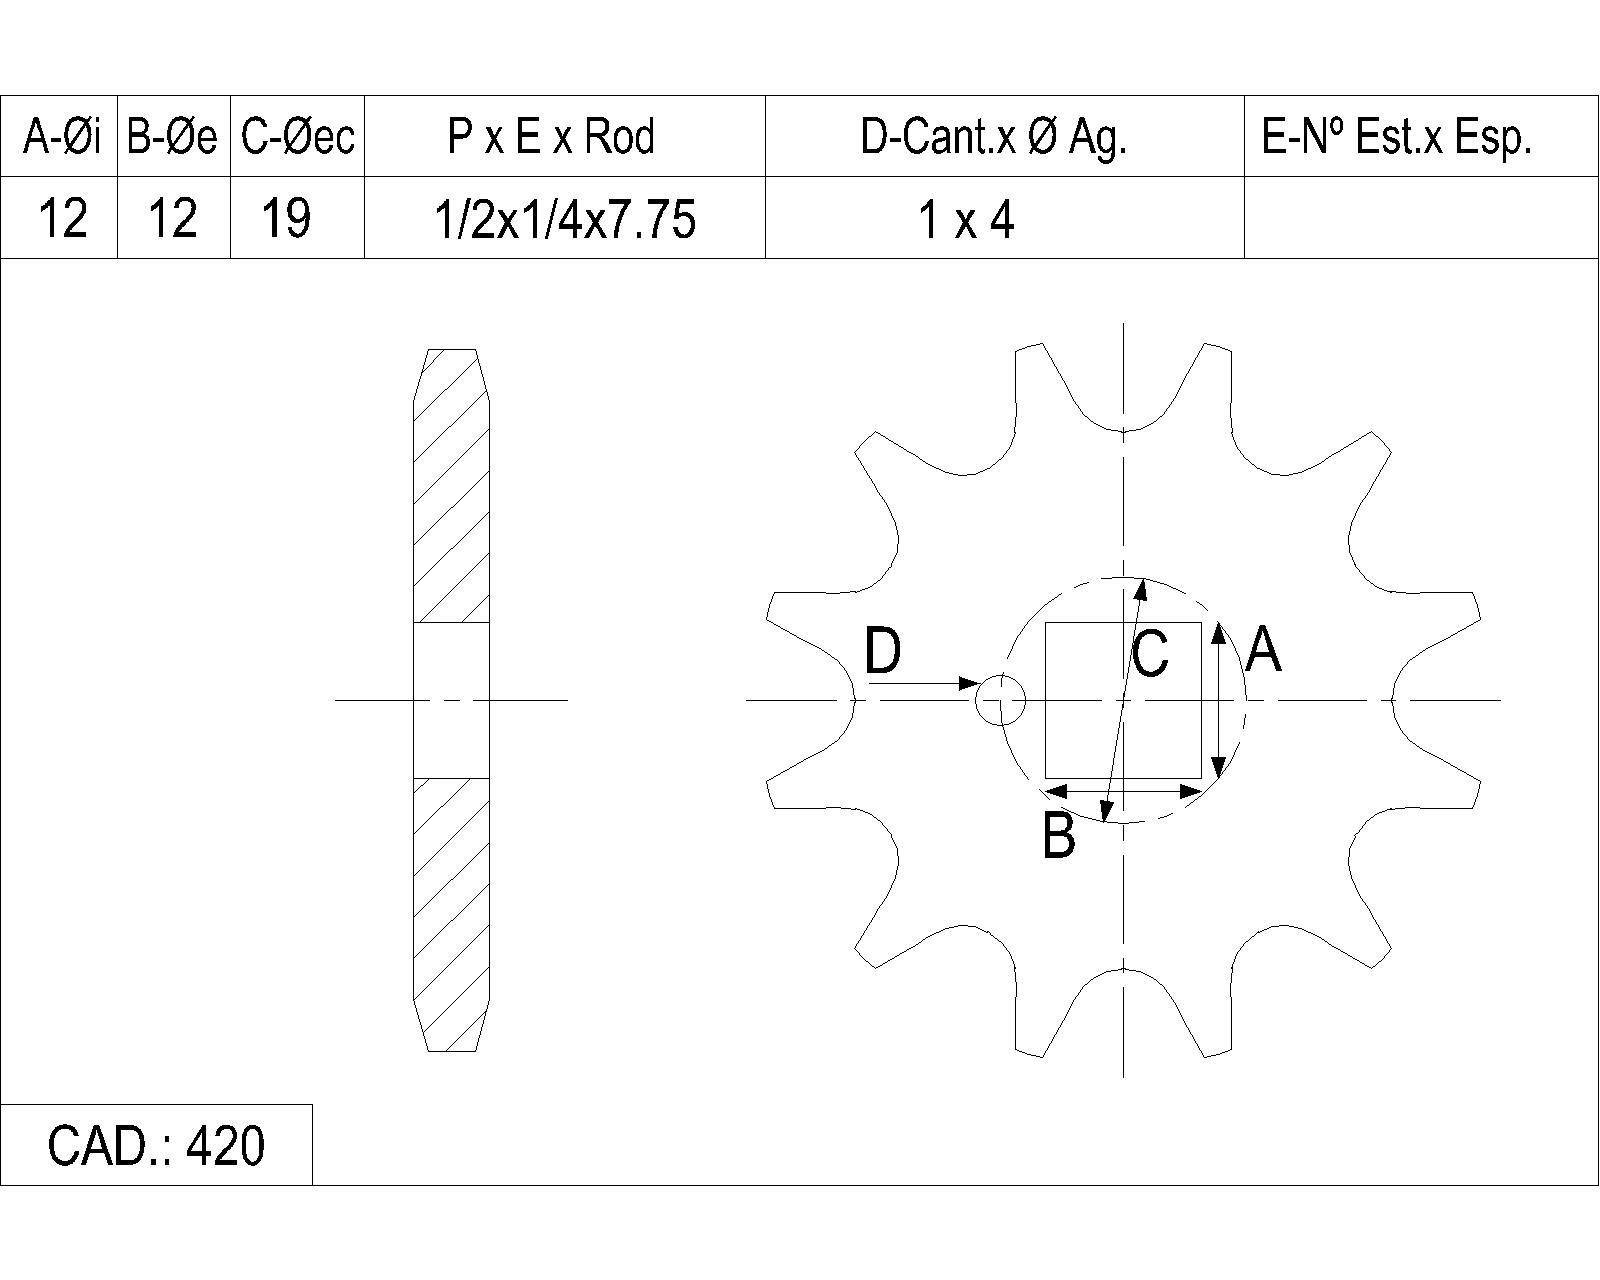 A-Øi B-Øe C-Øec P x E x Rod D-Cant.x Ø Ag. E-Nº Est.x Esp.
12 12 19 1/2x1/4x7.75 1 x 4
D
C
A
B
CAD.: 420